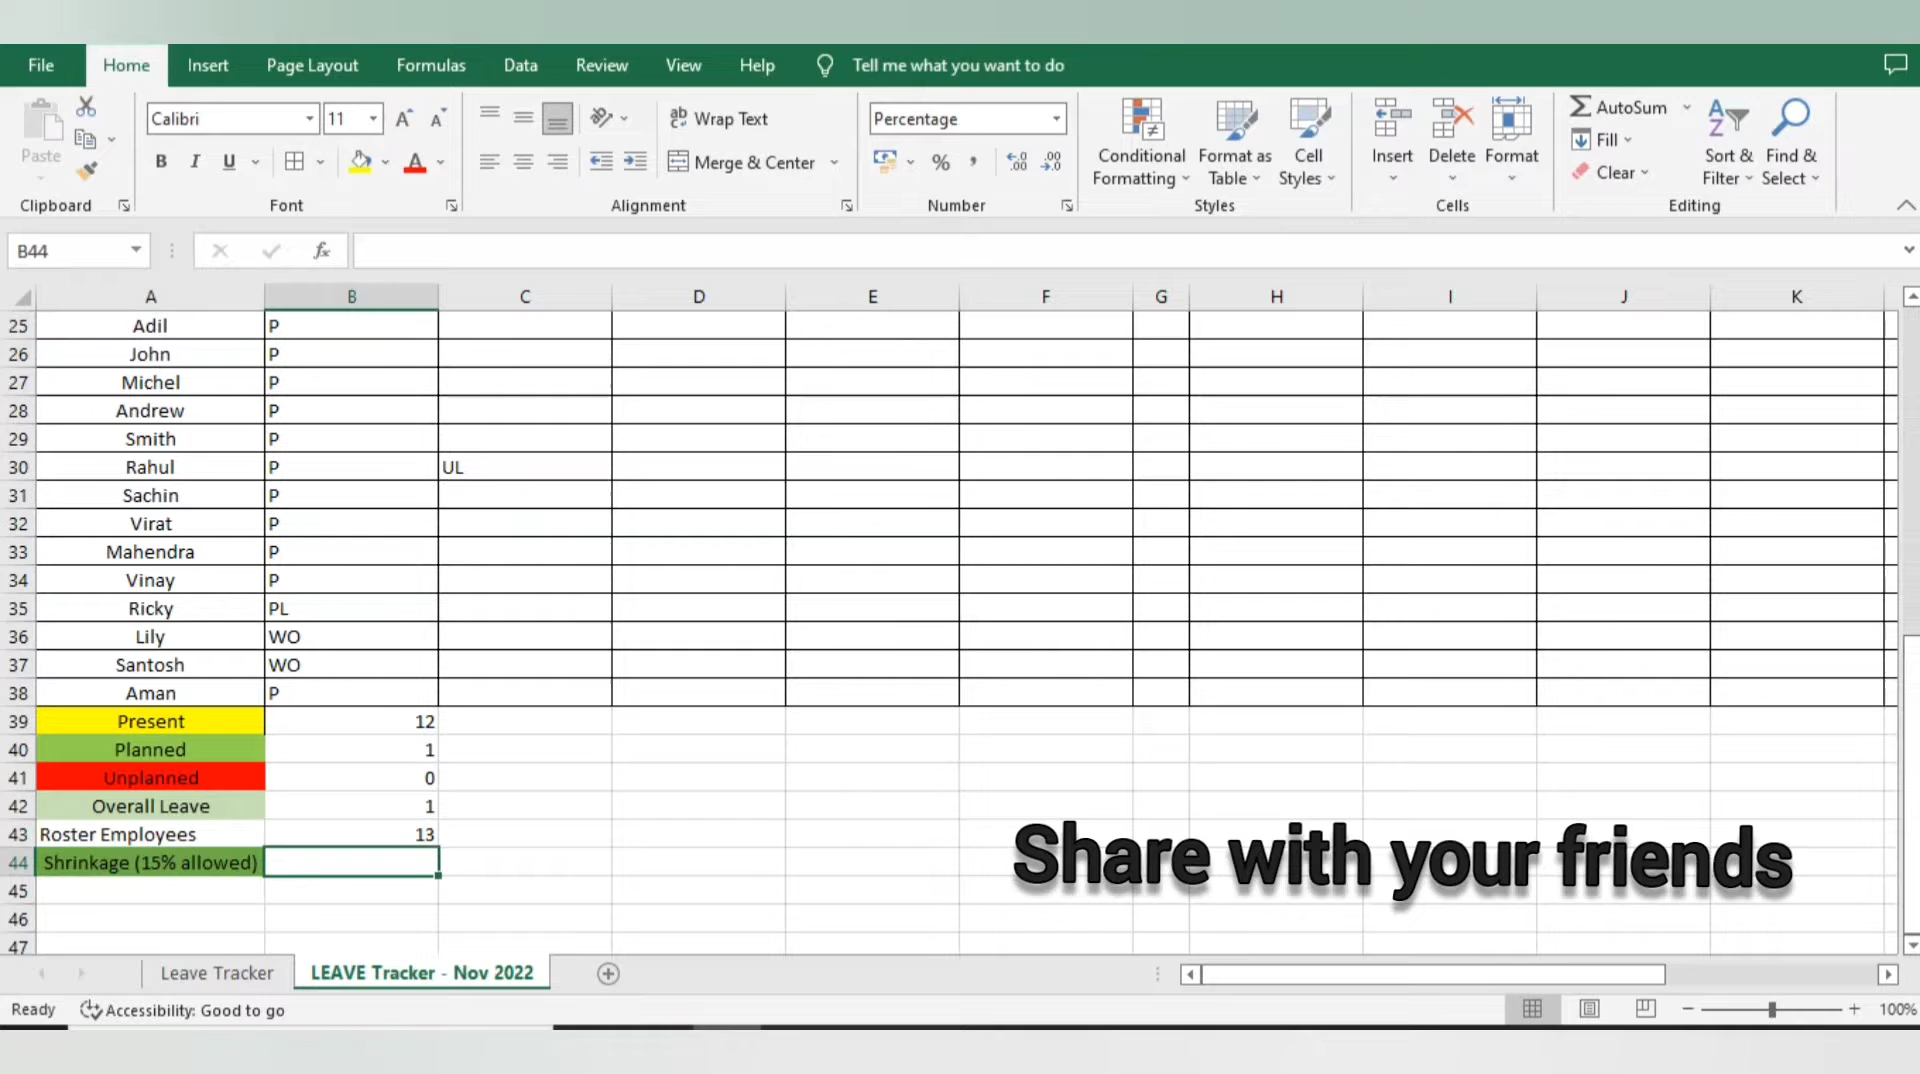 File Home Insert Page Layout Formulas Data Review View Help Tell me what you want to do
Paste
Calibri 11
B I U A
ab Wrap Text
Merge & Center
Percentage
% ,
Conditional Formatting
Format as Table
Cell Styles
Insert Delete Format
AutoSum
Fill
Clear
Sort & Filter
Find & Select
Clipboard Font Alignment Number Styles Cells Editing
B44 fx
A B C D E F G H I J K
25 Adil P
26 John P
27 Michel P
28 Andrew P
29 Smith P
30 Rahul P UL
31 Sachin P
32 Virat P
33 Mahendra P
34 Vinay P
35 Ricky PL
36 Lily WO
37 Santosh WO
38 Aman P
39 Present 12
40 Planned 1
41 Unplanned 0
42 Overall Leave 1
43 Roster Employees 13
44 Shrinkage (15% allowed)
45
46
47
Share with your friends
Leave Tracker LEAVE Tracker - Nov 2022
Ready Accessibility: Good to go 100%